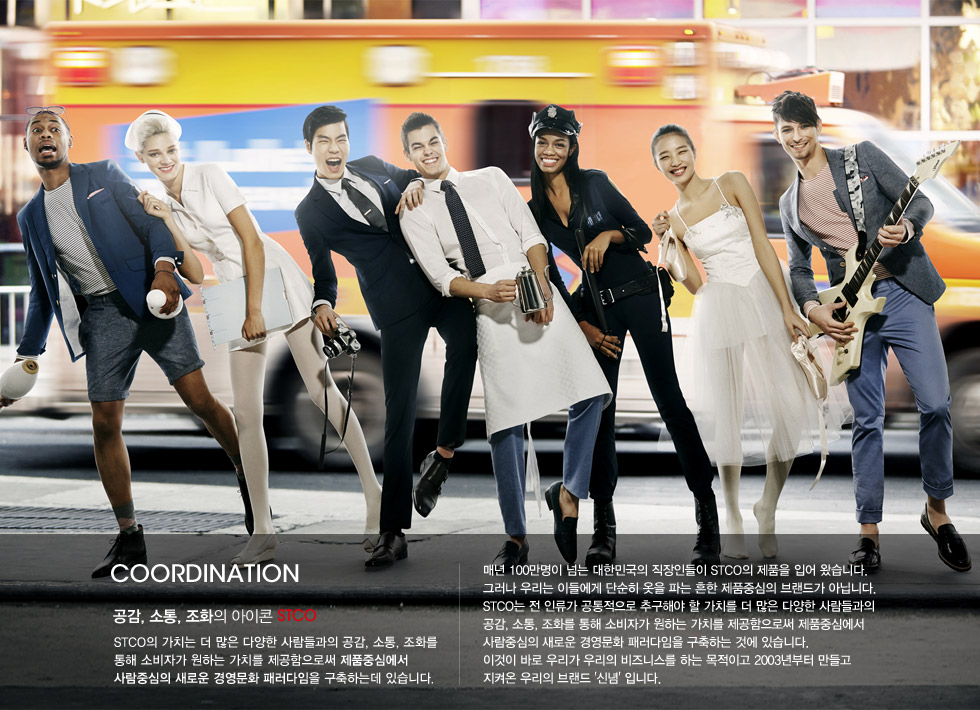 COORDINATION
공감, 소통, 조화의 아이콘 STCO
STCO의 가치는 더 많은 다양한 사람들과의 공감, 소통, 조화를
통해 소비자가 원하는 가치를 제공함으로써 제품중심에서
사람중심의 새로운 경영문화 패러다임을 구축하는데 있습니다.
매년 100만명이 넘는 대한민국의 직장인들이 STCO의 제품을 입어 왔습니다.
그러나 우리는 이들에게 단순히 옷을 파는 흔한 제품중심의 브랜드가 아닙니다.
STCO는 전 인류가 공통적으로 추구해야 할 가치를 더 많은 다양한 사람들과의
공감, 소통, 조화를 통해 소비자가 원하는 가치를 제공함으로써 제품중심에서
사람중심의 새로운 경영문화 패러다임을 구축하는 것에 있습니다.
이것이 바로 우리가 우리의 비즈니스를 하는 목적이고 2003년부터 만들고
지켜온 우리의 브랜드 '신념' 입니다.